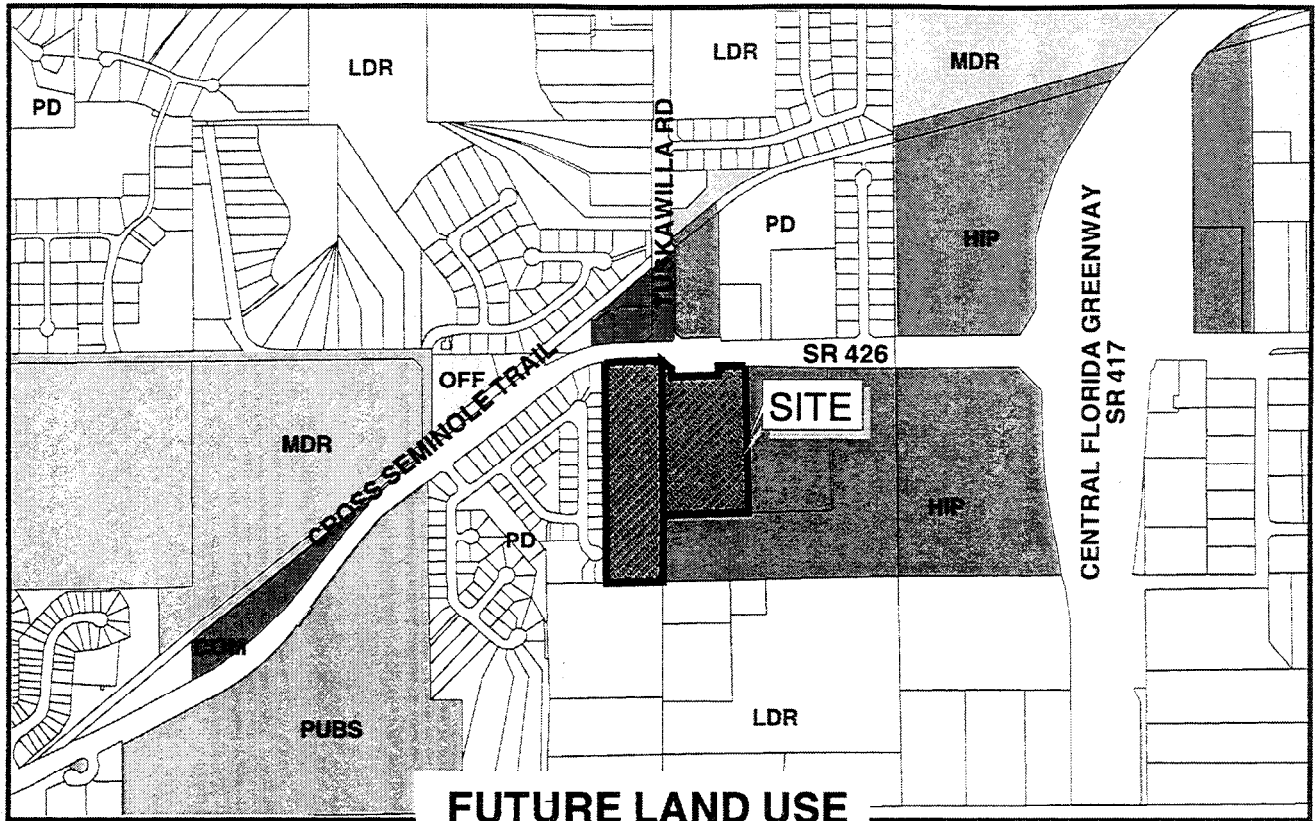 LDR
LDR
MDR
PD
TUSKAWILLA RD
PD
HIP
CENTRAL FLORIDA GREENWAY
SR 417
SR 426
OFF
CROSS SEMINOLE TRAIL
SITE
MDR
HIP
PD
COM
PUBS
LDR
FUTURE LAND USE